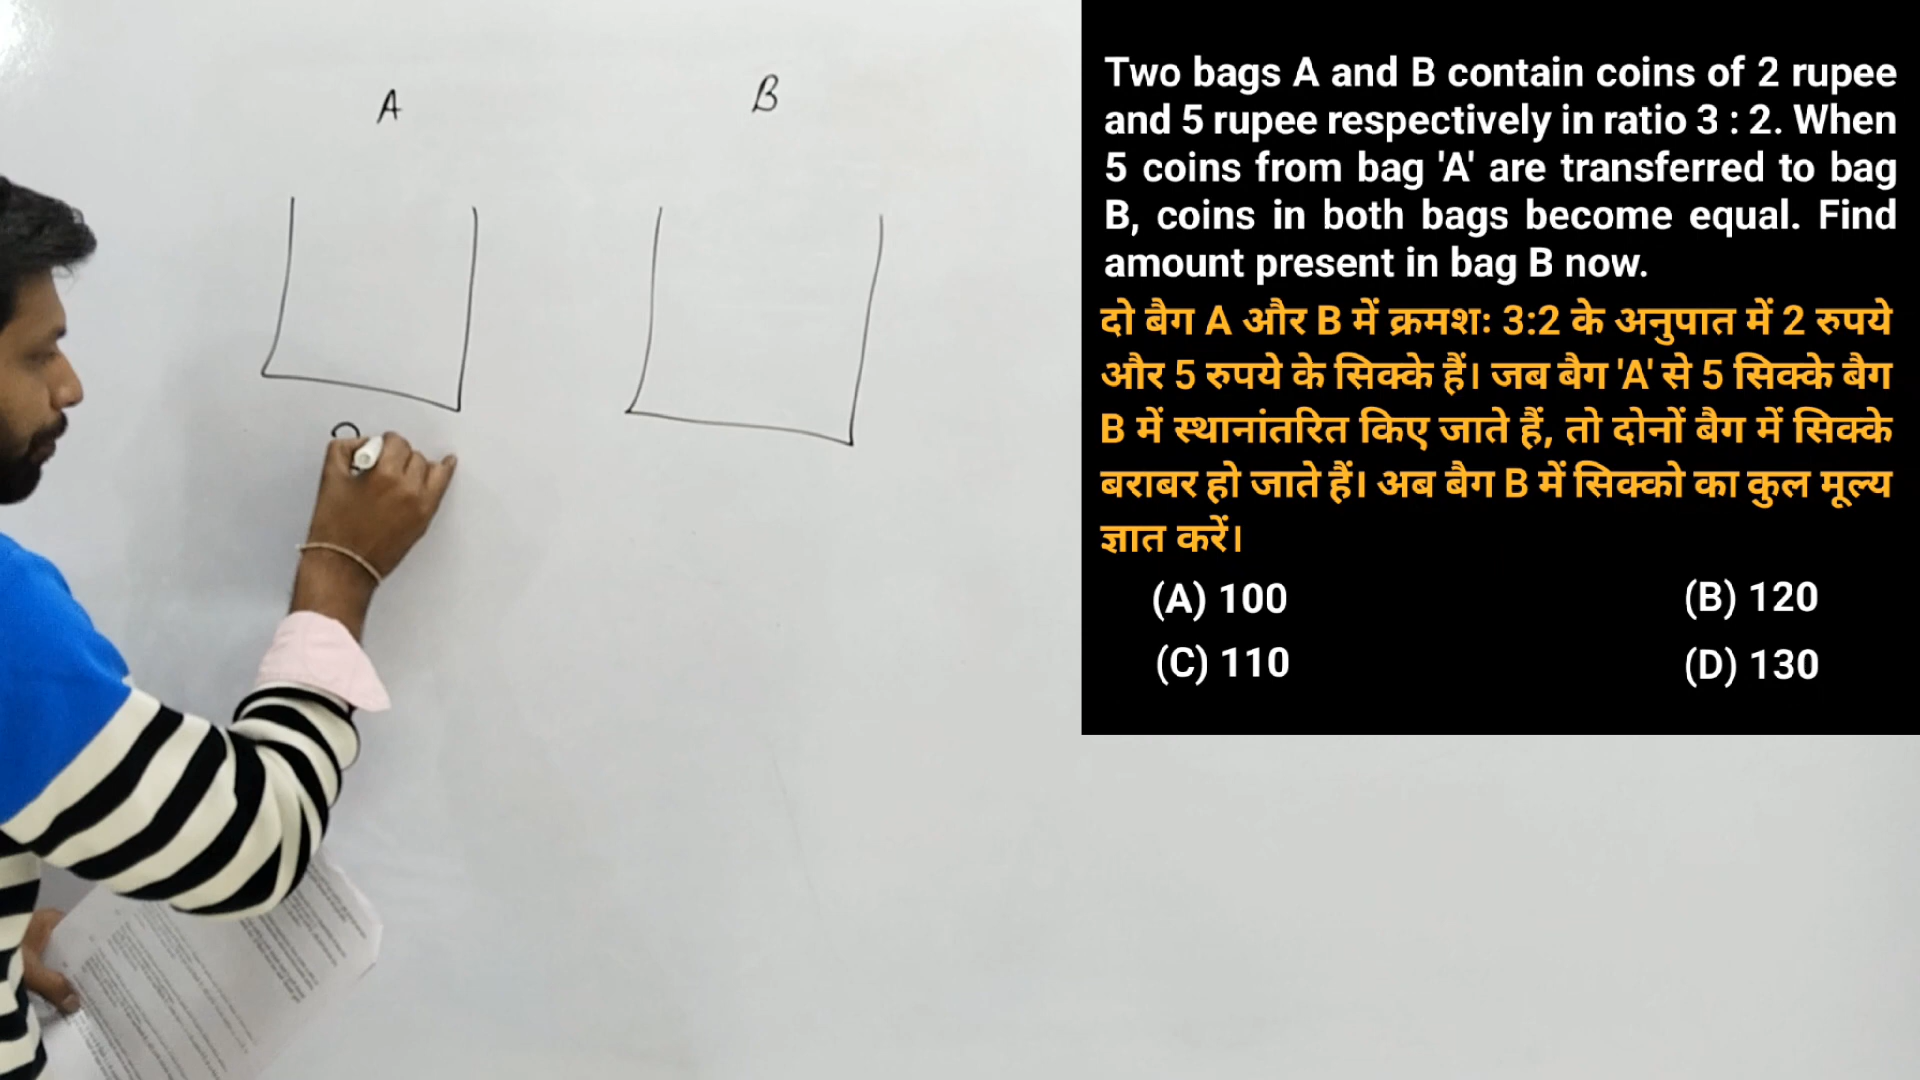 A
B
Two bags A and B contain coins of 2 rupee
and 5 rupee respectively in ratio 3 : 2. When
5 coins from bag 'A' are transferred to bag
B, coins in both bags become equal. Find
amount present in bag B now.
दो बैग A और B में क्रमशः 3:2 के अनुपात में 2 रुपये
और 5 रुपये के सिक्के हैं। जब बैग 'A' से 5 सिक्के बैग
B में स्थानांतरित किए जाते हैं, तो दोनों बैग में सिक्के
बराबर हो जाते हैं। अब बैग B में सिक्को का कुल मूल्य
ज्ञात करें।
(A) 100
(B) 120
(C) 110
(D) 130